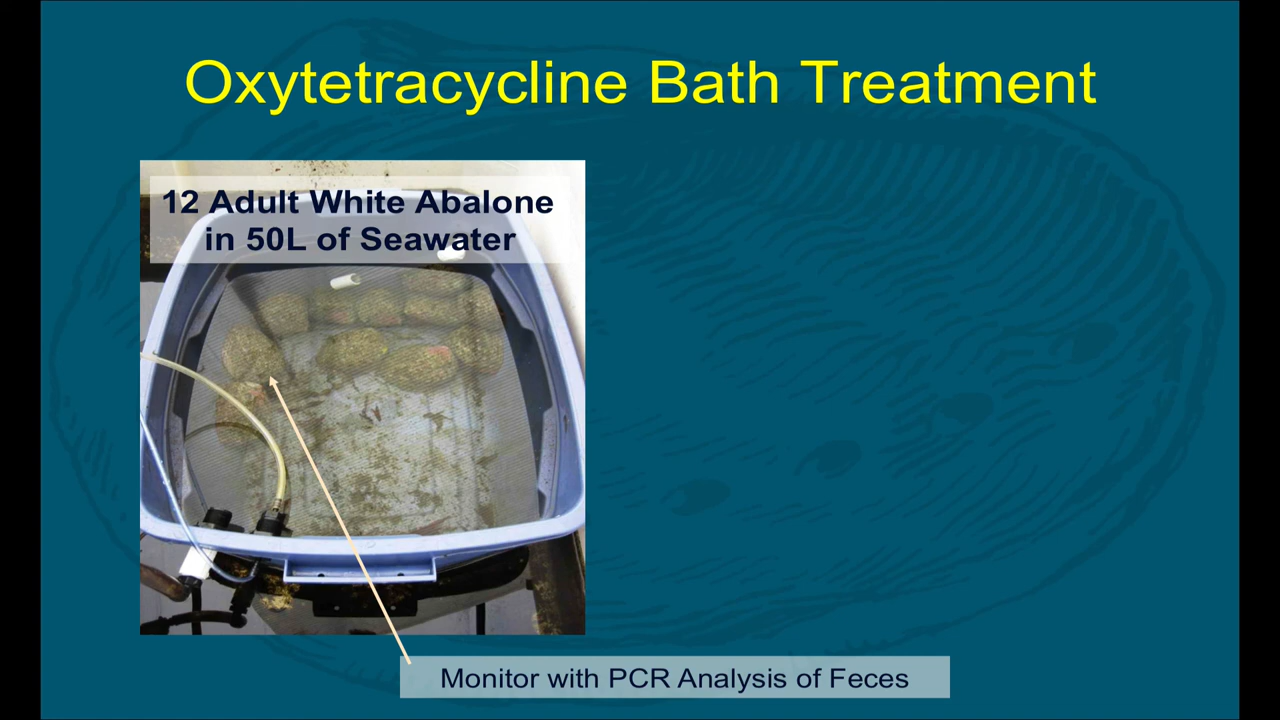 Oxytetracycline Bath Treatment
12 Adult White Abalone
in 50L of Seawater
Monitor with PCR Analysis of Feces